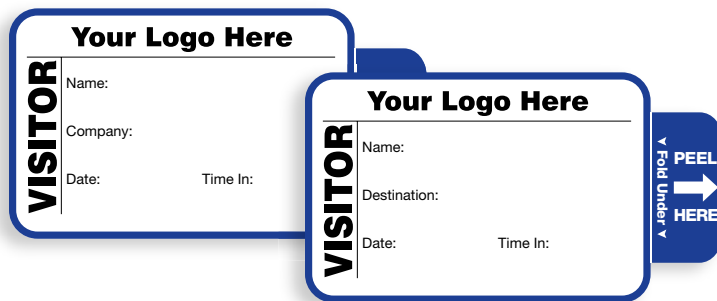 Your Logo Here
VISITOR
Name:
Company:
Date: Time In:
Your Logo Here
VISITOR
Name:
Destination:
Date: Time In:
Fold Under
PEEL
HERE